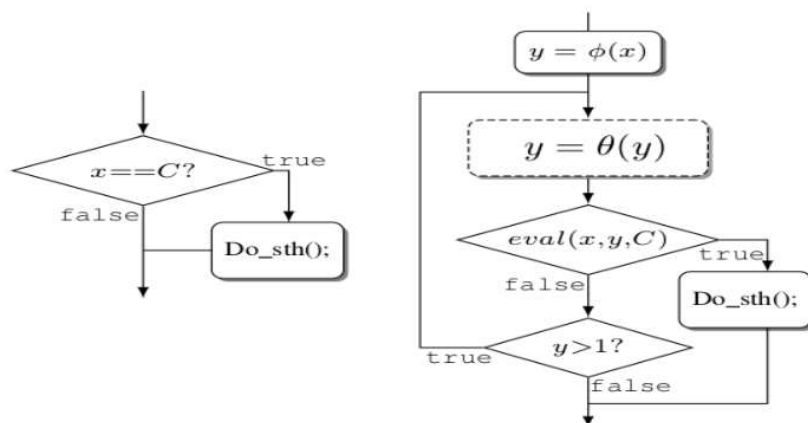 x==C?
true
false
Do_sth();
y = ϕ(x)
y = θ(y)
eval(x,y,C)
true
false
Do_sth();
y>1?
true
false